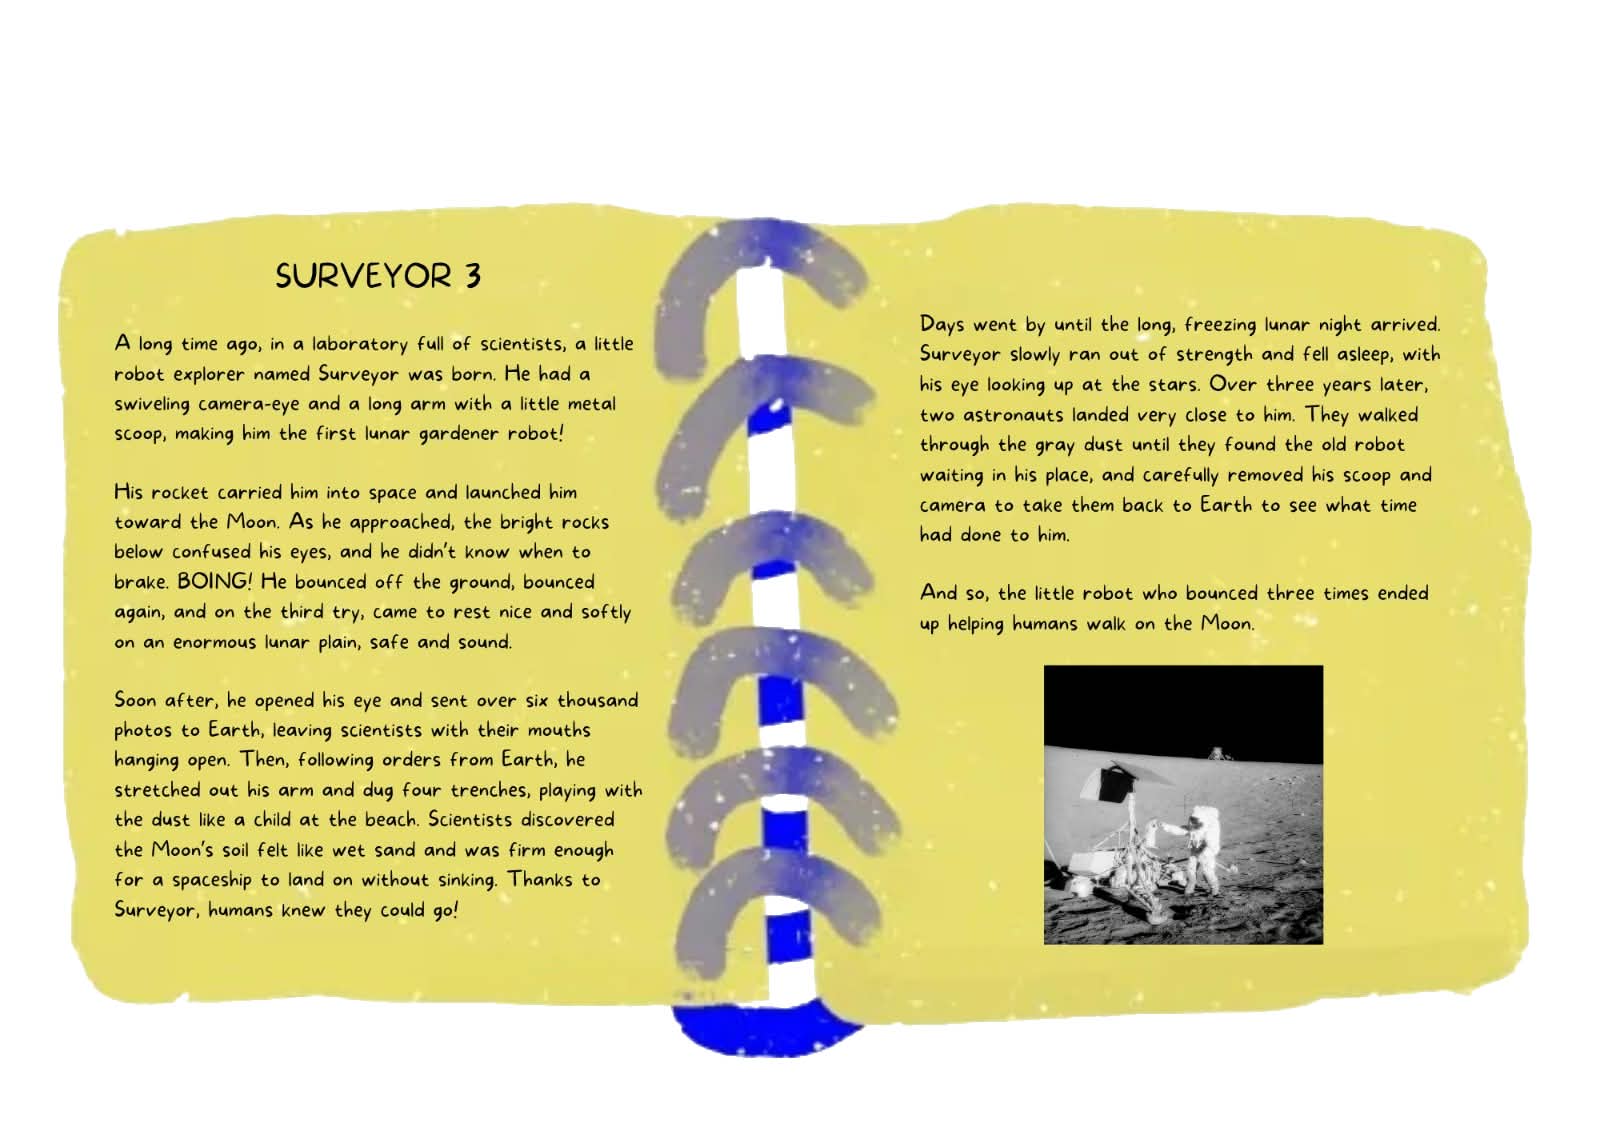 SURVEYOR 3
A long time ago, in a laboratory full of scientists, a little
robot explorer named Surveyor was born. He had a
swiveling camera-eye and a long arm with a little metal
scoop, making him the first lunar gardener robot!
His rocket carried him into space and launched him
toward the Moon. As he approached, the bright rocks
below confused his eyes, and he didn't know when to
brake. BOING! He bounced off the ground, bounced
again, and on the third try, came to rest nice and softly
on an enormous lunar plain, safe and sound.
Soon after, he opened his eye and sent over six thousand
photos to Earth, leaving scientists with their mouths
hanging open. Then, following orders from Earth, he
stretched out his arm and dug four trenches, playing with
the dust like a child at the beach. Scientists discovered
the Moon's soil felt like wet sand and was firm enough
for a spaceship to land on without sinking. Thanks to
Surveyor, humans knew they could go!
Days went by until the long, freezing lunar night arrived.
Surveyor slowly ran out of strength and fell asleep, with
his eye looking up at the stars. Over three years later,
two astronauts landed very close to him. They walked
through the gray dust until they found the old robot
waiting in his place, and carefully removed his scoop and
camera to take them back to Earth to see what time
had done to him.
And so, the little robot who bounced three times ended
up helping humans walk on the Moon.